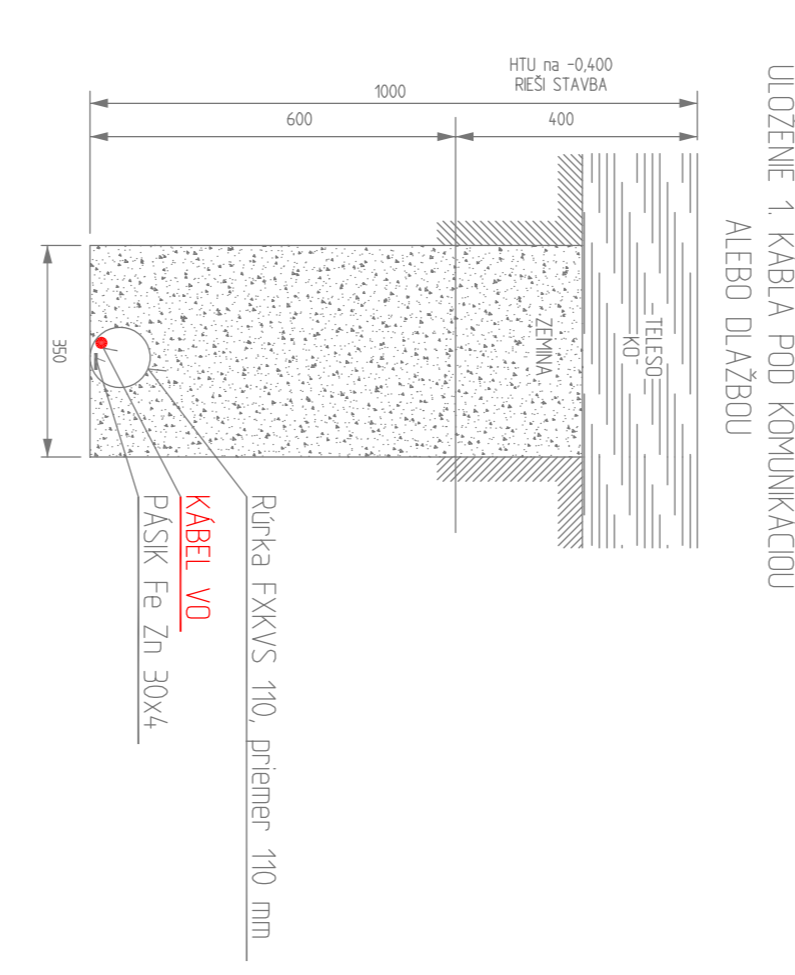 ULOŽENIE 1. KÁBLA POD KOMUNIKACIOU
ALEBO DLAŽBOU
HTU na -0,400
RIEŠI STAVBA
1000
600
400
TELESO
KO
ZEMINA
350
Rúrka FXKVS 110, priemer 110 mm
KÁBEL VO
PÁSIK Fe Zn 30x4